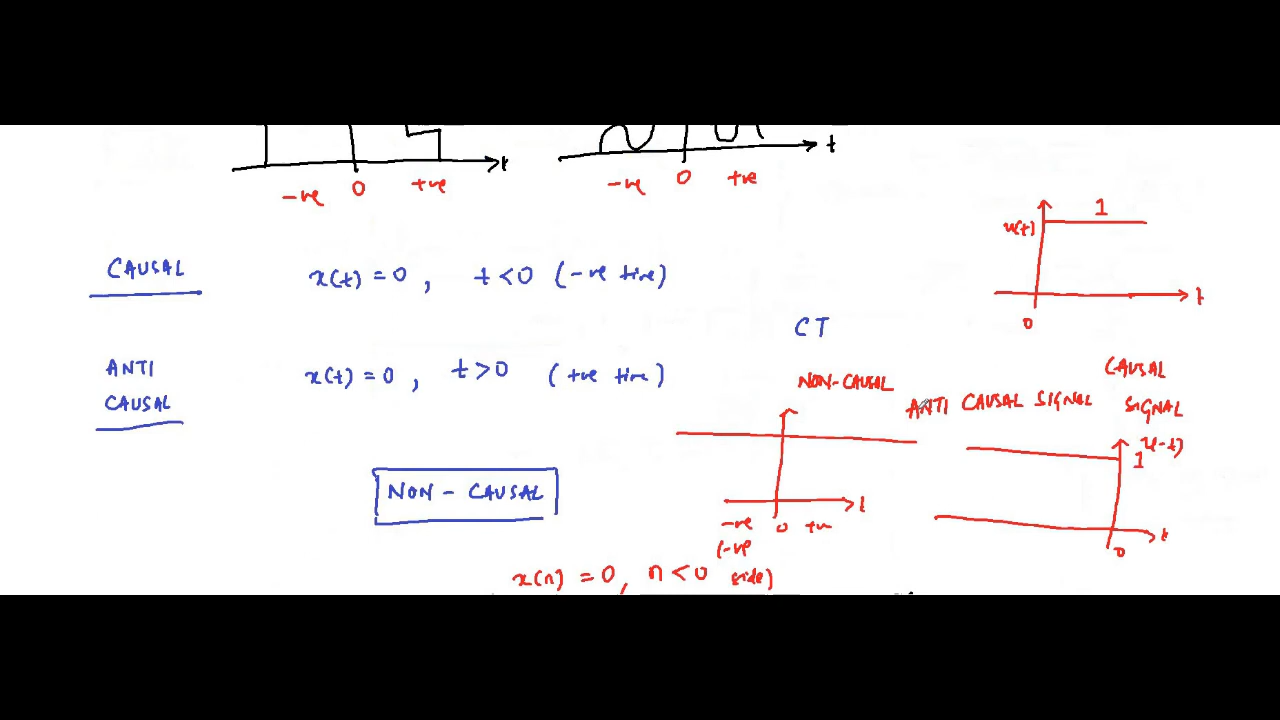 t
-ve 0 +ve
t
-ve 0 +ve
1
u(t)
t
0
CAUSAL x(t) = 0 , t < 0 (-ve time)
CT
ANTI
CAUSAL
x(t) = 0 , t > 0 (+ve time)
NON-CAUSAL
t
-ve 0 +ve
(-ve
ANTI CAUSAL SIGNAL
CAUSAL
SIGNAL
u(-t)
1
t
0
NON - CAUSAL
x(n) = 0, n < 0 side)